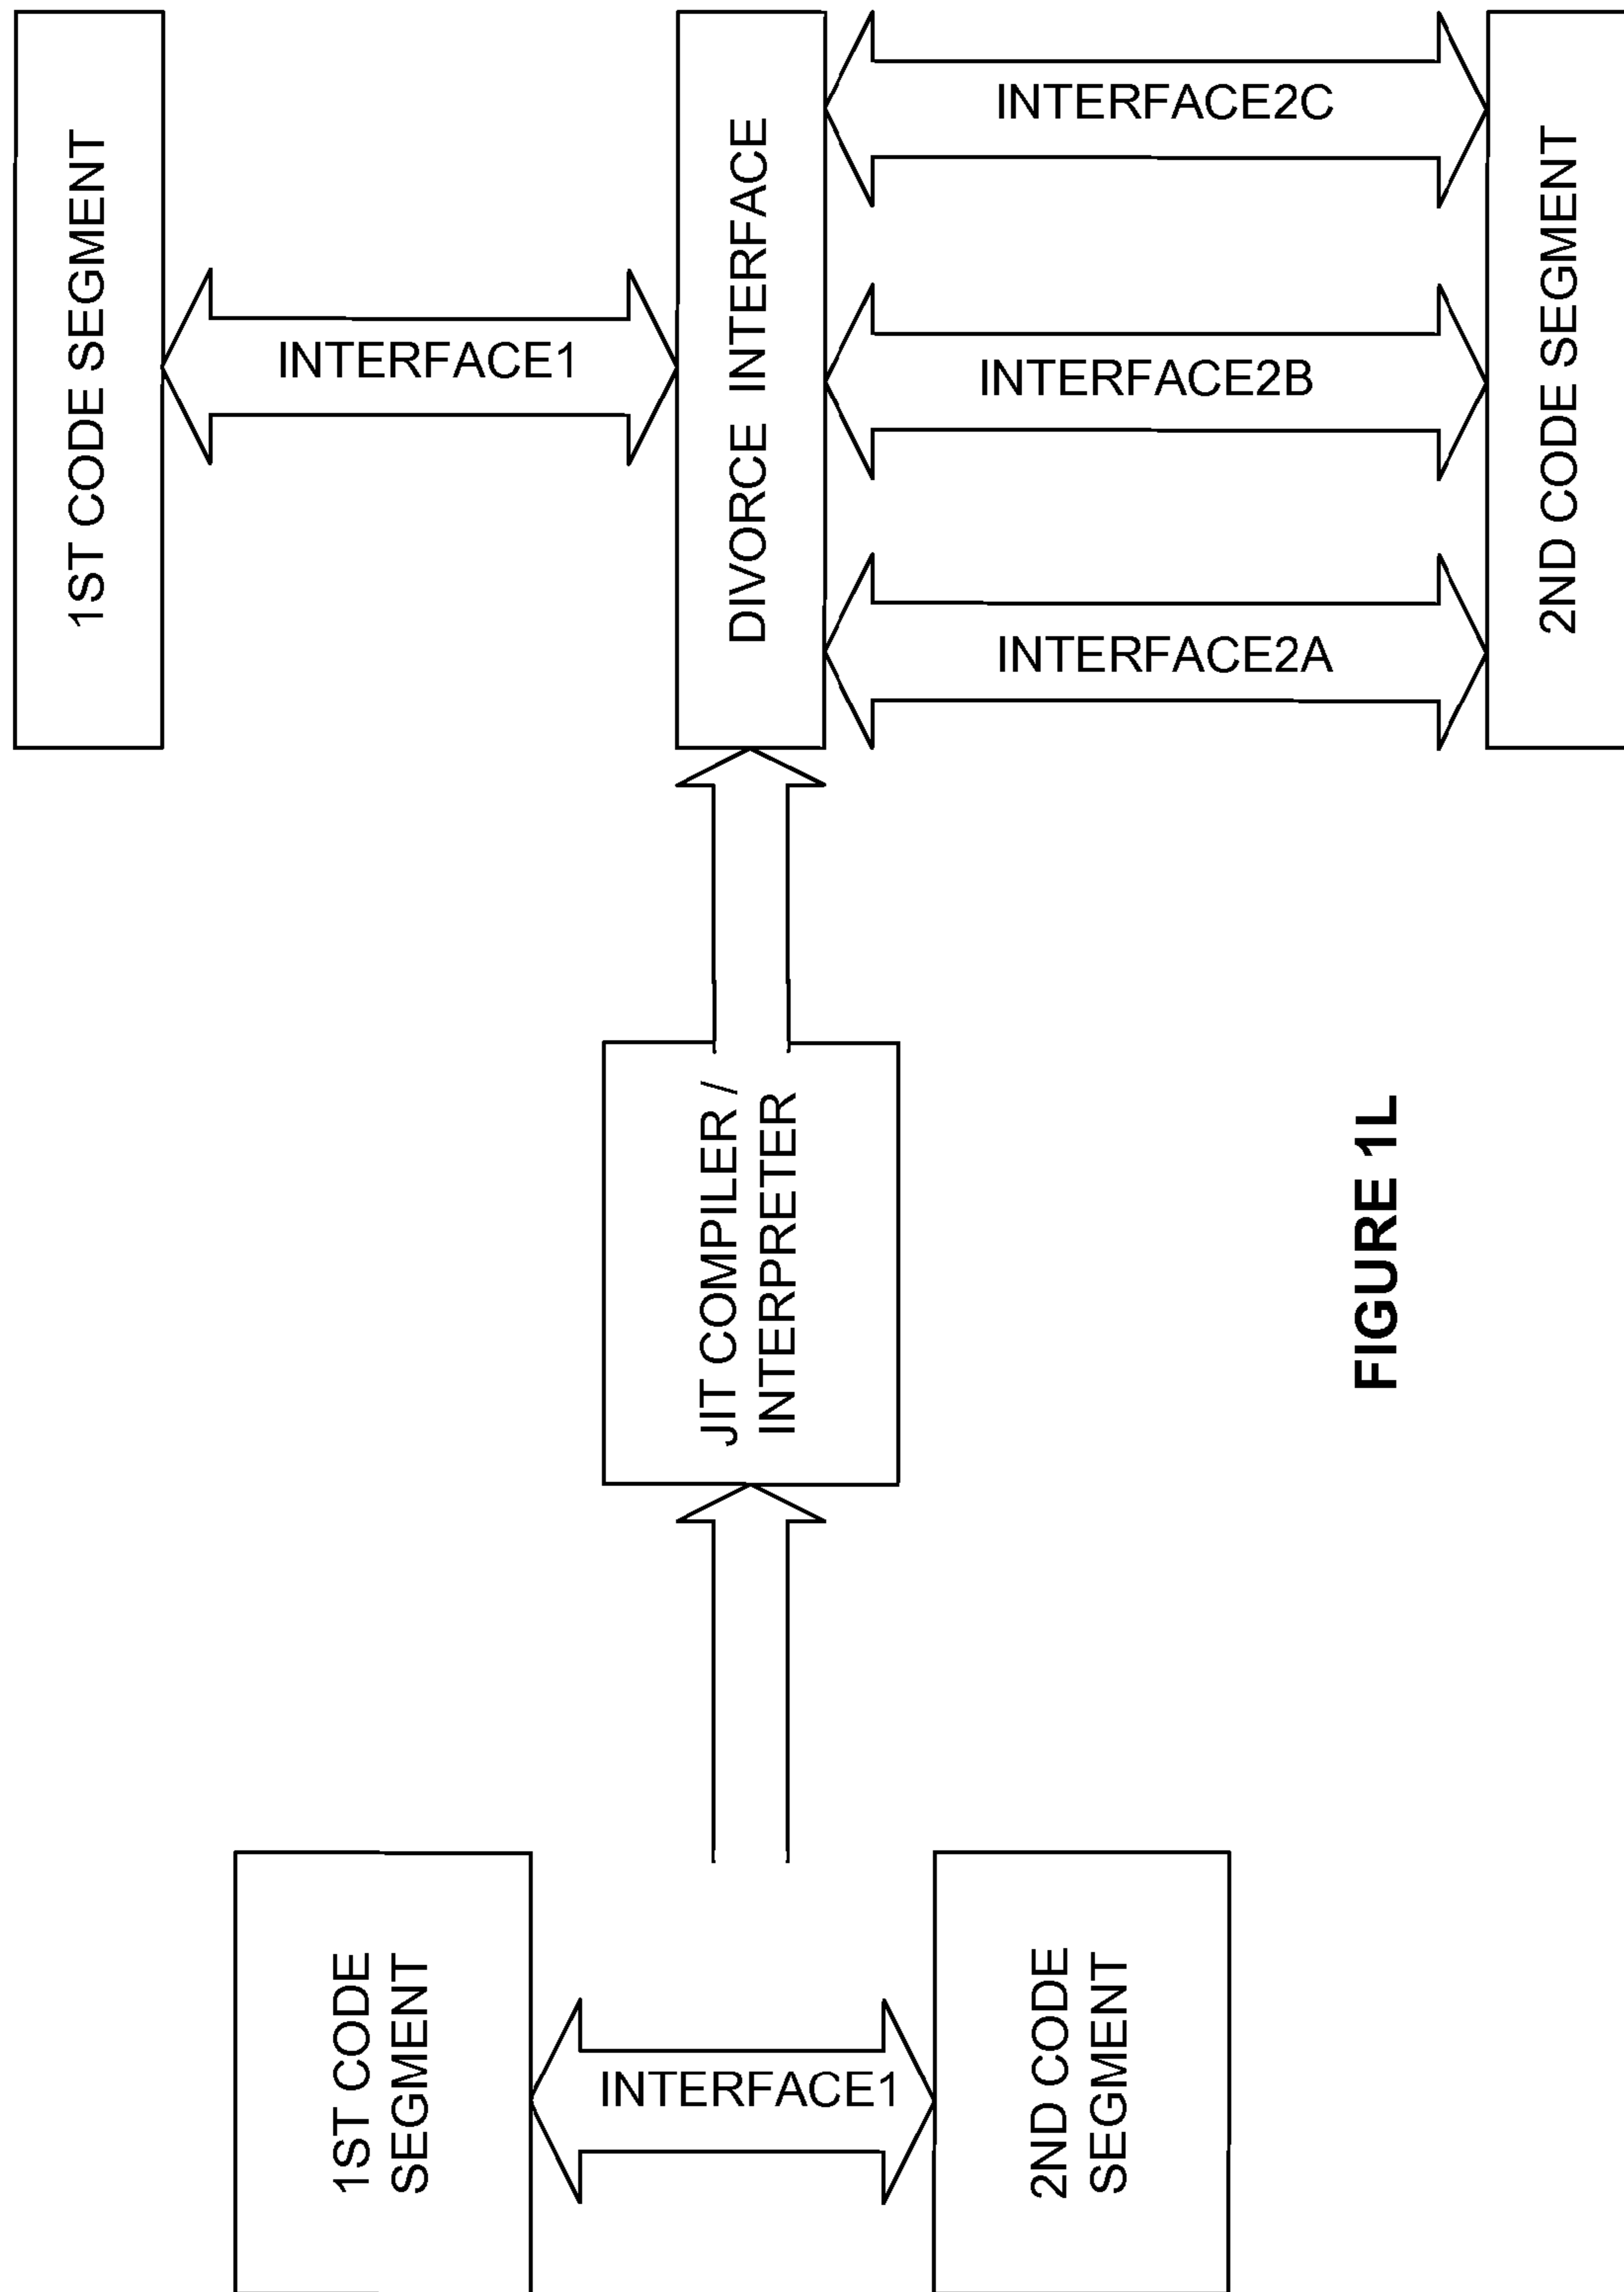 1ST CODE
SEGMENT
INTERFACE1
2ND CODE
SEGMENT
JIT COMPILER /
INTERPRETER
1ST CODE SEGMENT
INTERFACE1
DIVORCE INTERFACE
INTERFACE2A
INTERFACE2B
INTERFACE2C
2ND CODE SEGMENT
FIGURE 1L